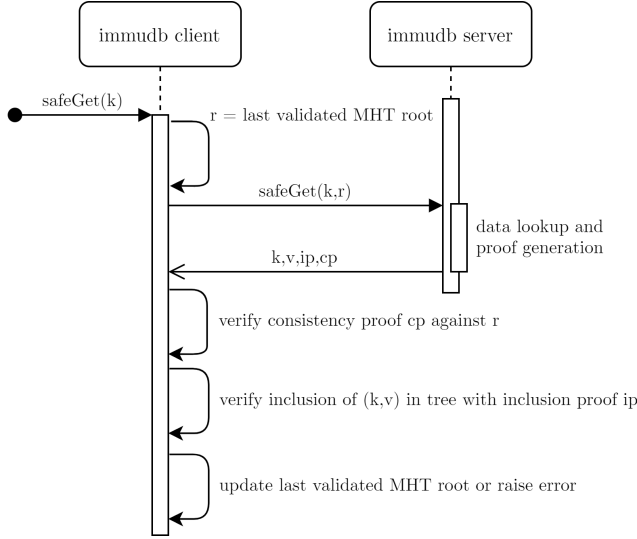 immudb client
immudb server
safeGet(k)
r = last validated MHT root
safeGet(k,r)
data lookup and
proof generation
k,v,ip,cp
verify consistency proof cp against r
verify inclusion of (k,v) in tree with inclusion proof ip
update last validated MHT root or raise error